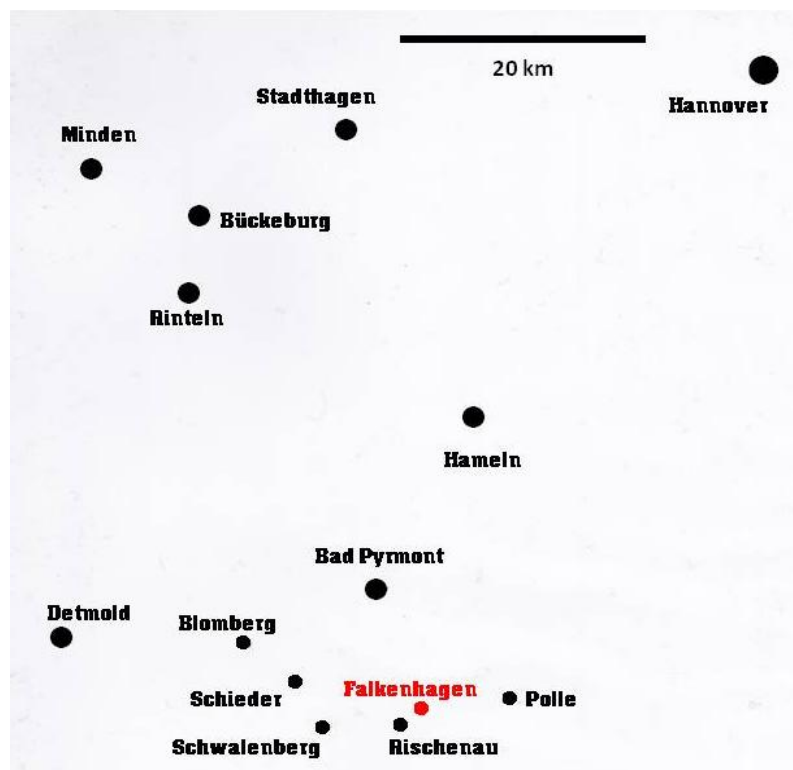 20 km
Stadthagen
Hannover
Minden
Bückeburg
Rinteln
Hameln
Bad Pyrmont
Detmold
Blomberg
Falkenhagen
Schieder
Polle
Schwalenberg
Rischenau